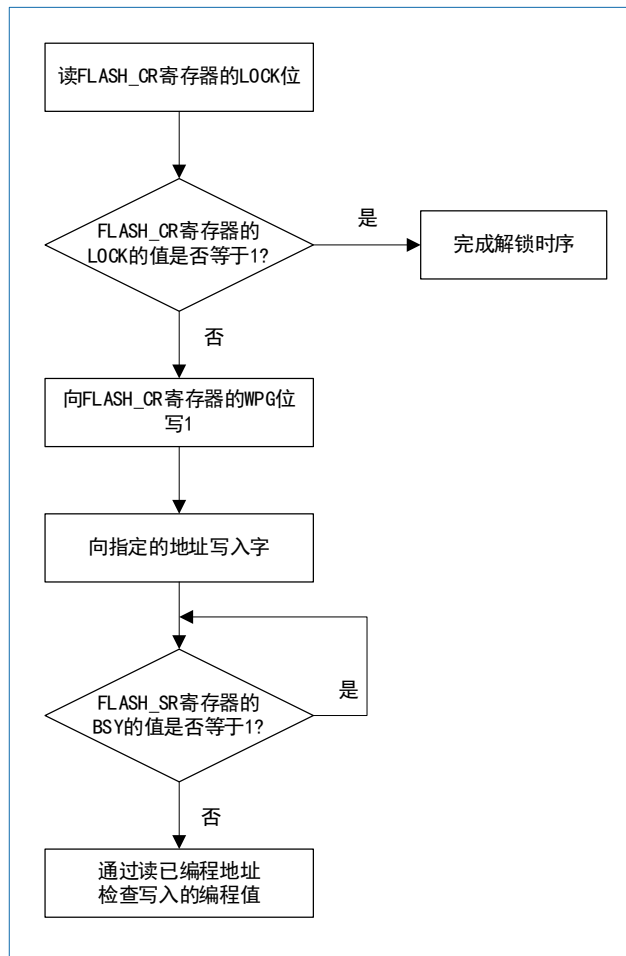 读FLASH_CR寄存器的LOCK位
FLASH_CR寄存器的
LOCK的值是否等于1?
是
完成解锁时序
否
向FLASH_CR寄存器的WPG位
写1
向指定的地址写入字
FLASH_SR寄存器的
BSY的值是否等于1?
是
否
通过读已编程地址
检查写入的编程值